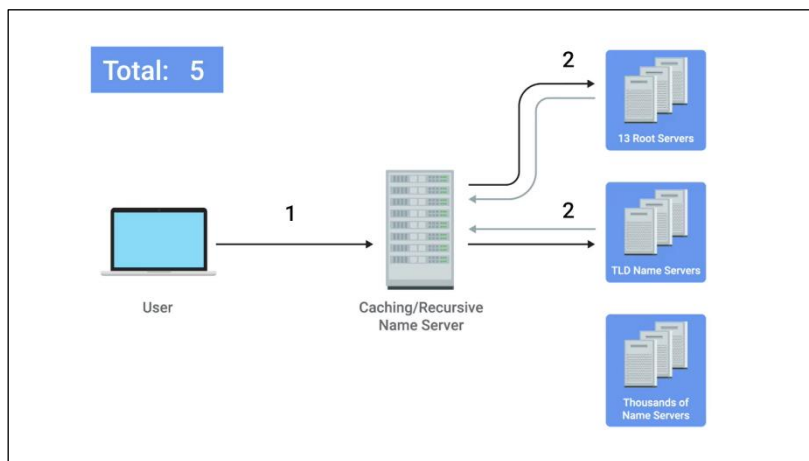 Total: 5
2
13 Root Servers
1
2
TLD Name Servers
User
Caching/Recursive
Name Server
Thousands of
Name Servers